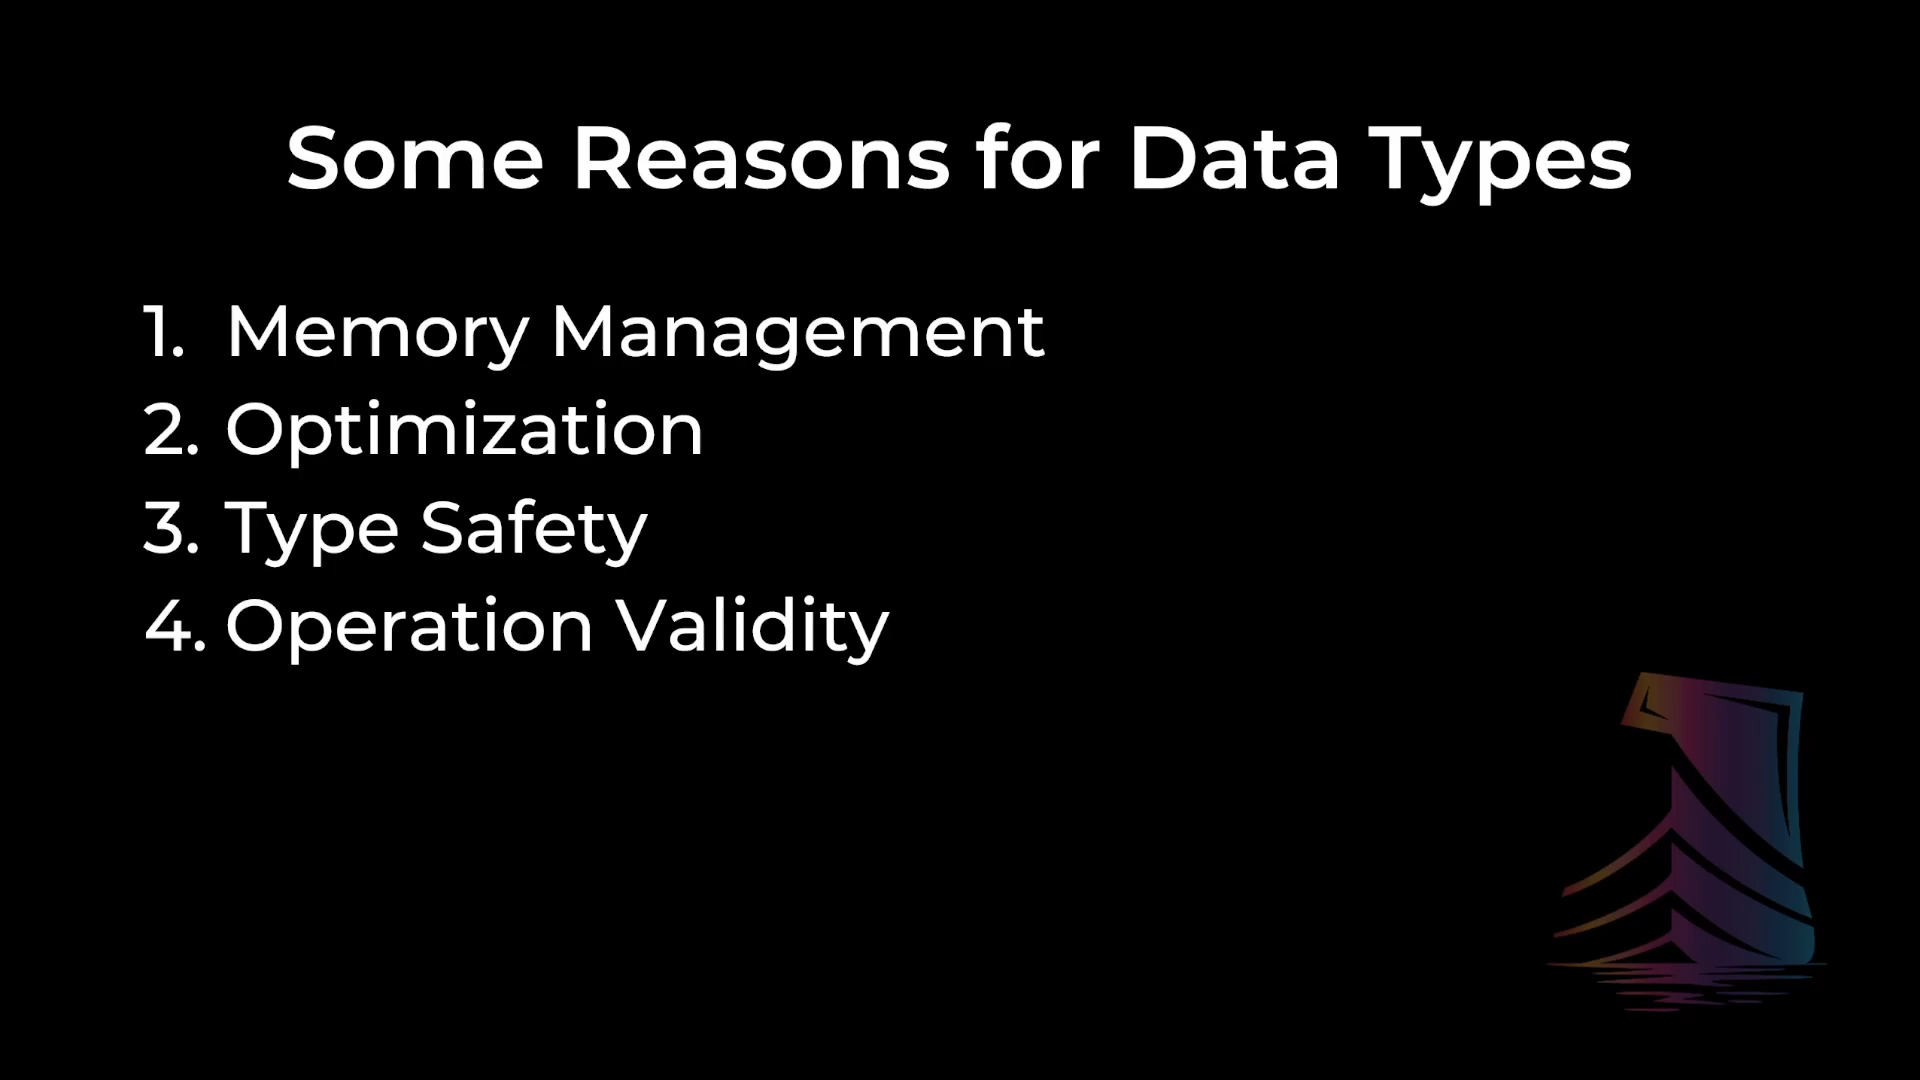 Some Reasons for Data Types
1. Memory Management
2. Optimization
3. Type Safety
4. Operation Validity